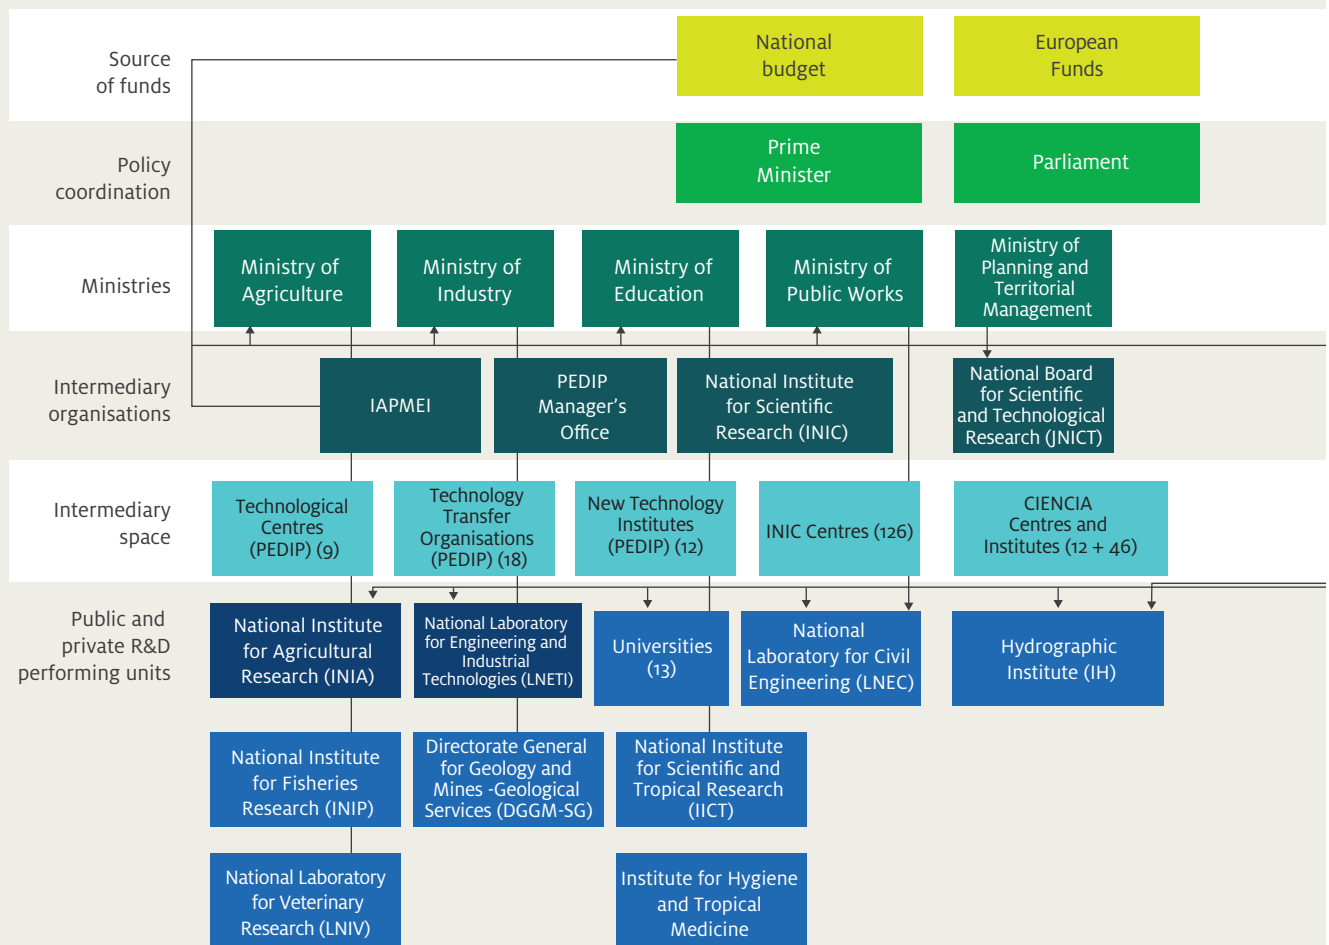 Source
of funds
National
budget
European
Funds
Policy
coordination
Prime
Minister
Parliament
Ministries
Ministry of
Agriculture
Ministry of
Industry
Ministry of
Education
Ministry of
Public Works
Ministry of
Planning and
Territorial
Management
Intermediary
organisations
IAPMEI
PEDIP
Manager's
Office
National Institute
for Scientific
Research (INIC)
National Board
for Scientific
and Technological
Research (JNICT)
Intermediary
space
Technological
Centres
(PEDIP) (9)
Technology
Transfer
Organisations
(PEDIP) (18)
New Technology
Institutes
(PEDIP) (12)
INIC Centres (126)
CIENCIA
Centres and
Institutes (12 + 46)
Public and
private R&D
performing units
National Institute
for Agricultural
Research (INIA)
National Laboratory
for Engineering and
Industrial
Technologies (LNETI)
Universities
(13)
National
Laboratory for Civil
Engineering (LNEC)
Hydrographic
Institute (IH)
National Institute
for Fisheries
Research (INIP)
Directorate General
for Geology and
Mines -Geological
Services (DGGM-SG)
National Institute
for Scientific and
Tropical Research
(IICT)
National Laboratory
for Veterinary
Research (LNIV)
Institute for Hygiene
and Tropical
Medicine